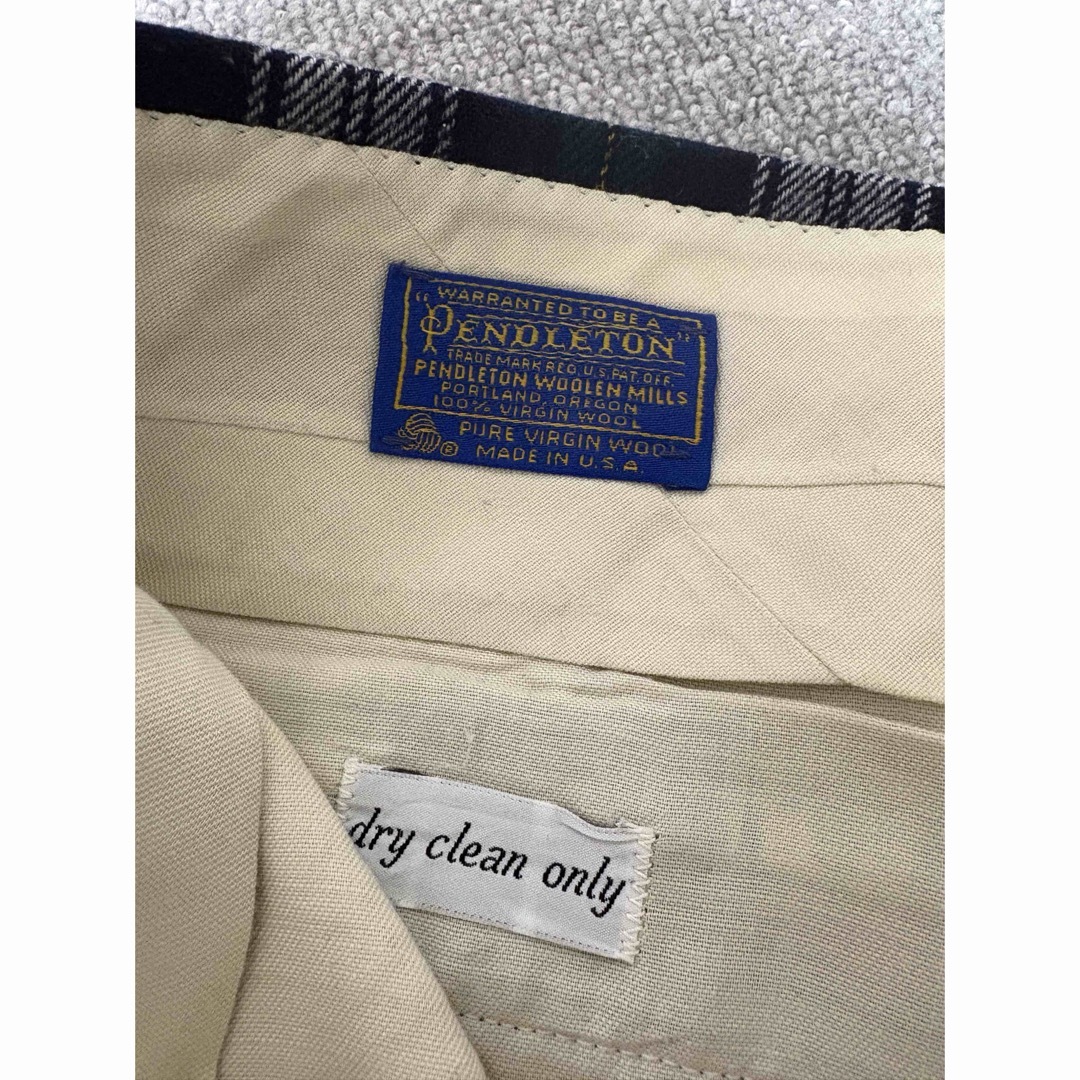 WARRANTED TO BE A
"PENDLETON"
TRADE MARK REG. U.S. PAT. OFF.
PENDLETON WOOLEN MILLS
PORTLAND, OREGON
100% VIRGIN WOOL
PURE VIRGIN WOOL
® MADE IN U.S.A.
dry clean only